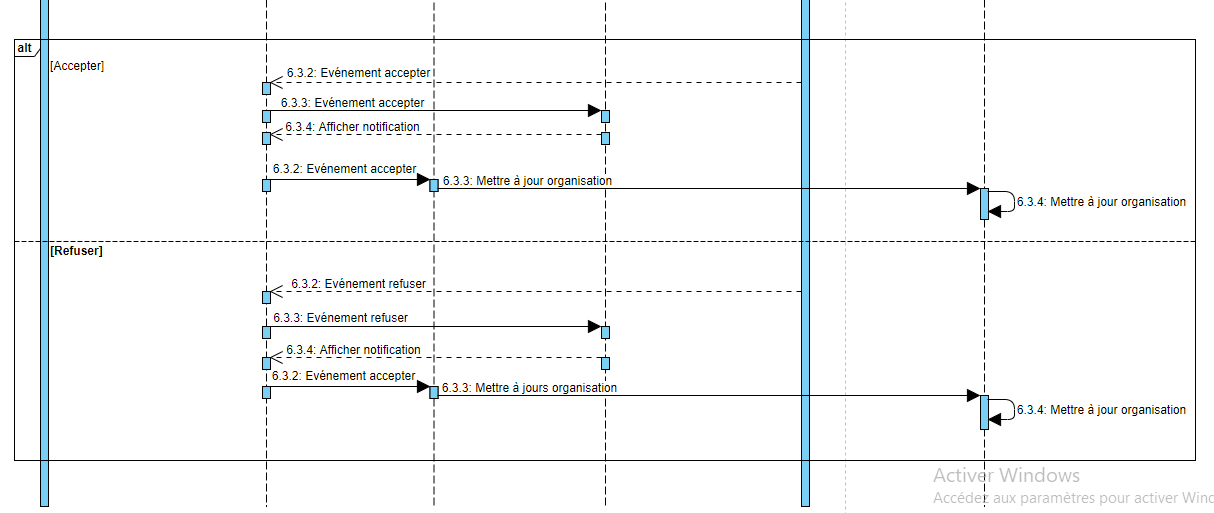 alt
[Accepter]
6.3.2: Evénement accepter
6.3.3: Evénement accepter
6.3.4: Afficher notification
6.3.2: Evénement accepter
6.3.3: Mettre à jour organisation
6.3.4: Mettre à jour organisation
[Refuser]
6.3.2: Evénement refuser
6.3.3: Evénement refuser
6.3.4: Afficher notification
6.3.2: Evénement accepter
6.3.3: Mettre à jours organisation
6.3.4: Mettre à jour organisation
Activer Windows
Accédez aux paramètres pour activer Winc